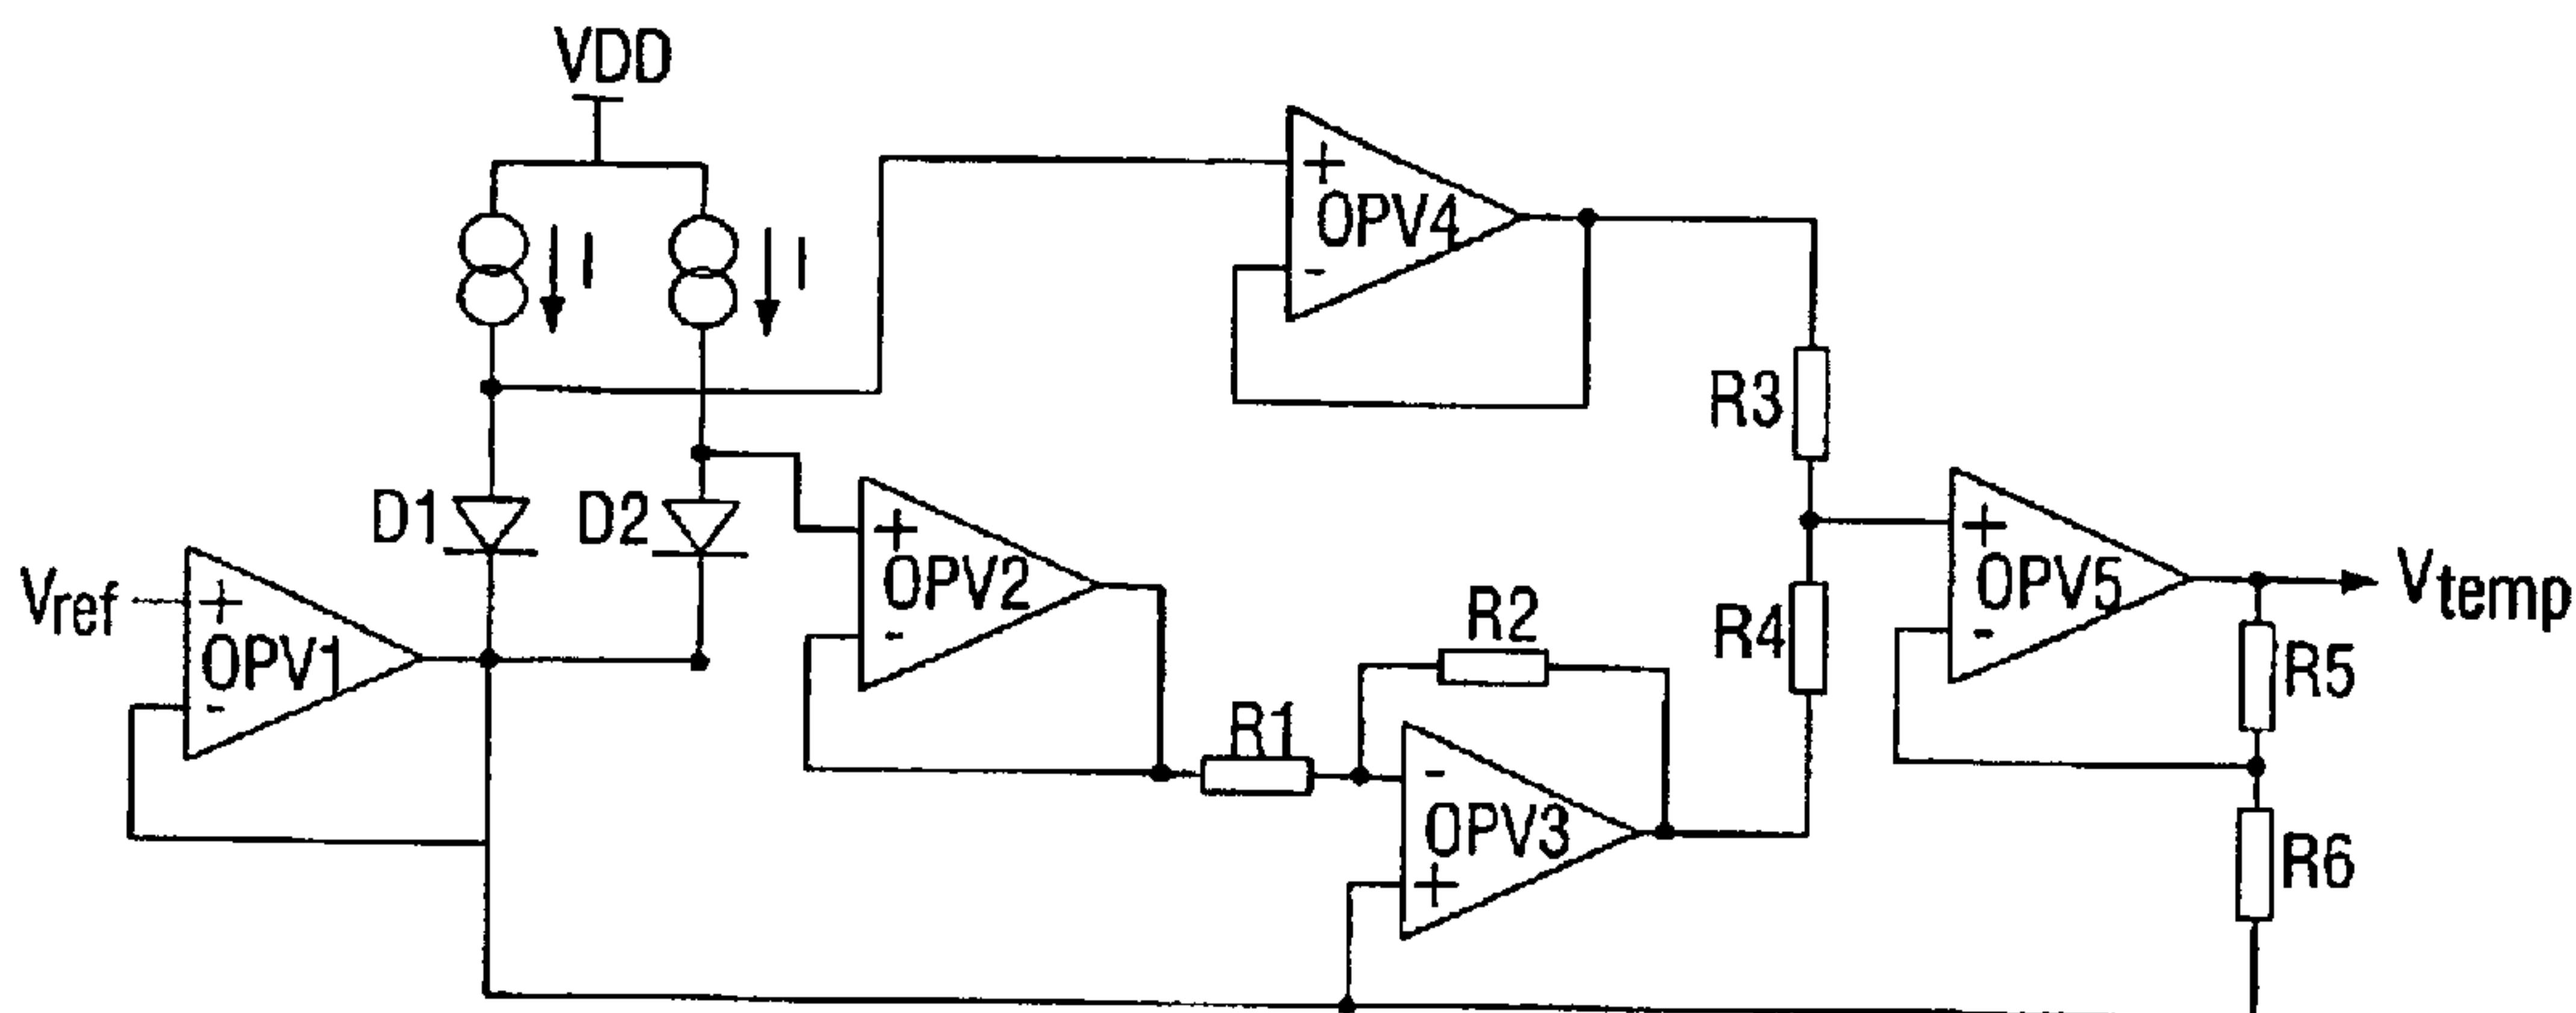 VDD
I
I
+
OPV4
-
R3
D1
D2
+
OPV2
-
Vref
+
OPV1
-
R2
R1
-
OPV3
+
R4
+
OPV5
-
Vtemp
R5
R6